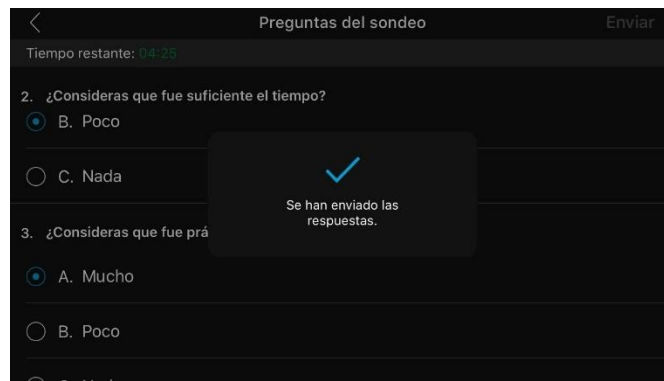 Preguntas del sondeo
Enviar
Tiempo restante: 04:25
2. ¿Consideras que fue suficiente el tiempo?
B. Poco
C. Nada
Se han enviado las
respuestas.
3. ¿Consideras que fue prá
A. Mucho
B. Poco